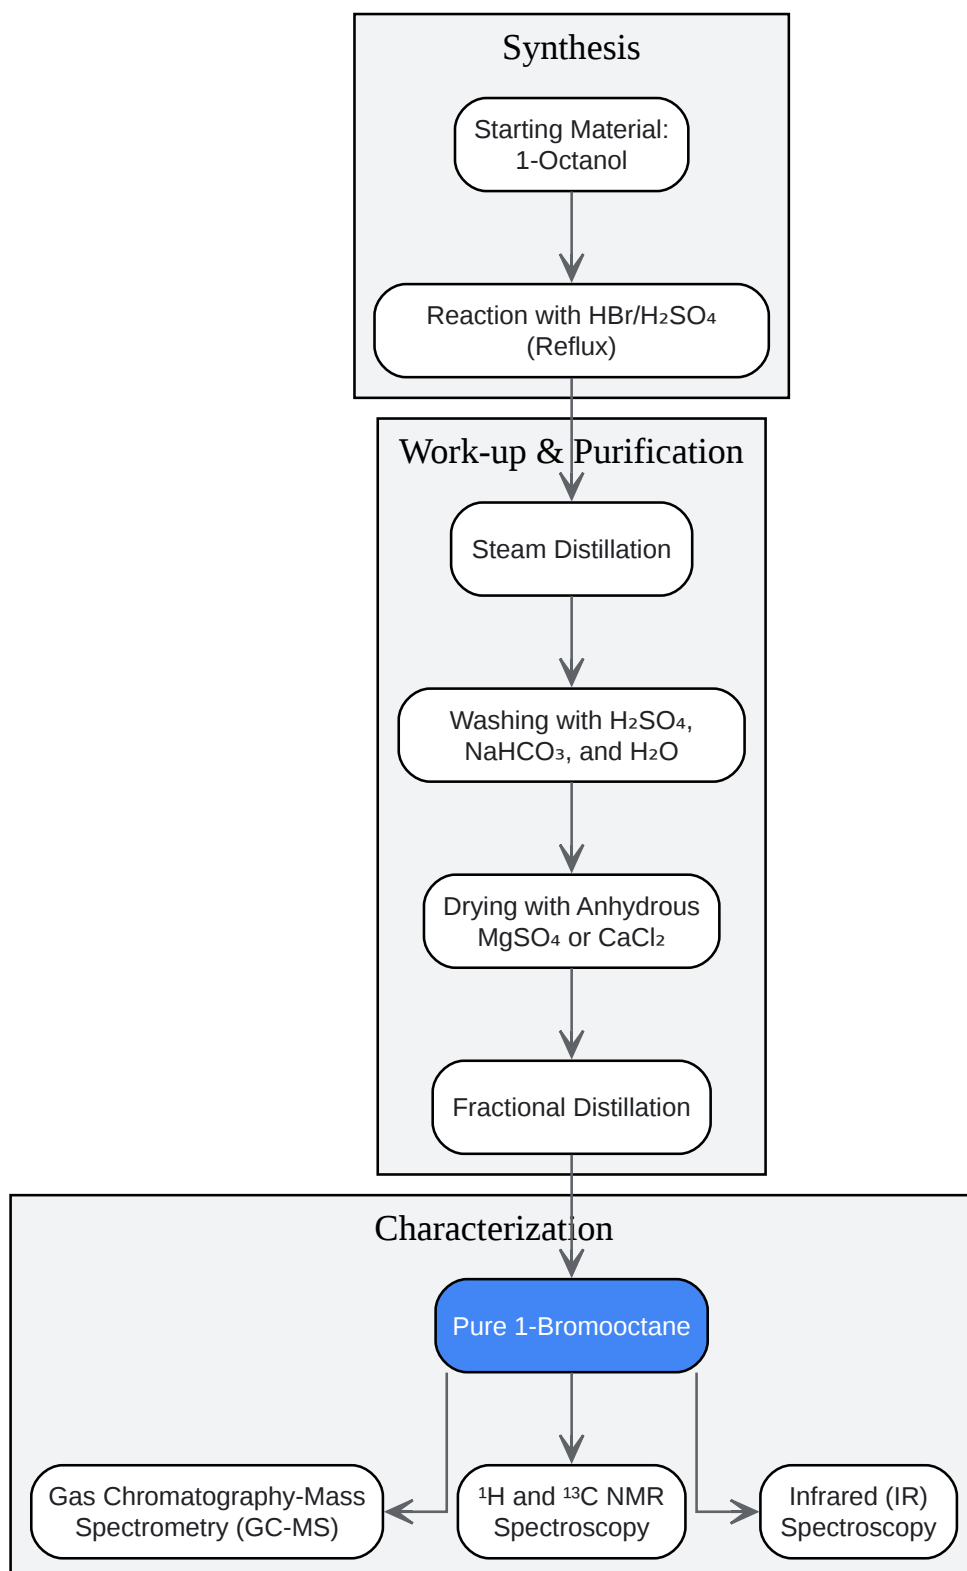 Synthesis
Starting Material:
1-Octanol
Reaction with HBr/H₂SO₄
(Reflux)
Work-up & Purification
Steam Distillation
Washing with H₂SO₄,
NaHCO₃, and H₂O
Drying with Anhydrous
MgSO₄ or CaCl₂
Fractional Distillation
Characterization
Pure 1-Bromooctane
Gas Chromatography-Mass
Spectrometry (GC-MS)
¹H and ¹³C NMR
Spectroscopy
Infrared (IR)
Spectroscopy